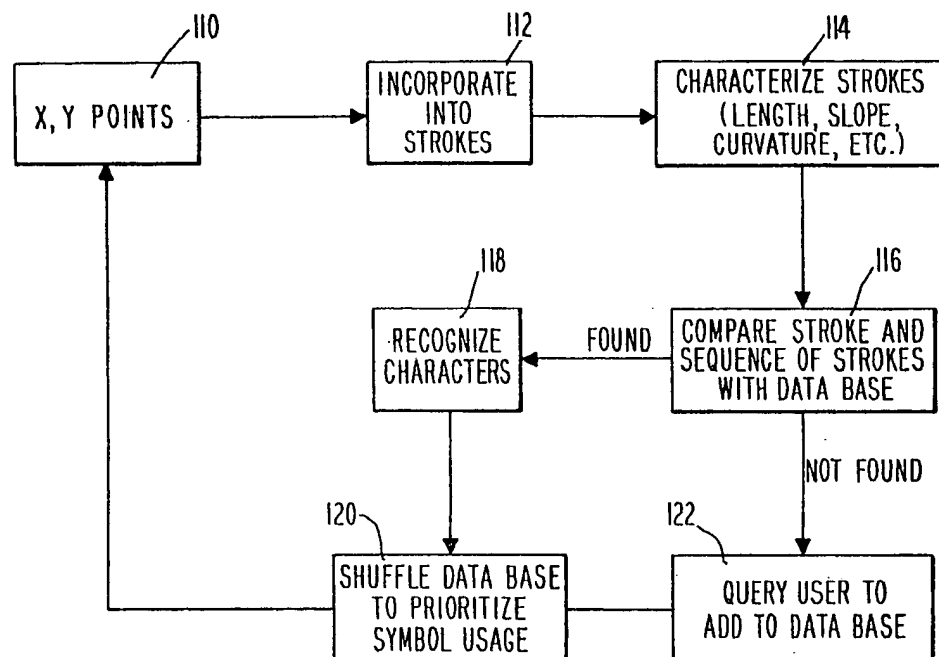 110
X, Y POINTS
112
INCORPORATE
INTO
STROKES
114
CHARACTERIZE STROKES
(LENGTH, SLOPE,
CURVATURE, ETC.)
118
RECOGNIZE
CHARACTERS
FOUND
116
COMPARE STROKE AND
SEQUENCE OF STROKES
WITH DATA BASE
NOT FOUND
120
SHUFFLE DATA BASE
TO PRIORITIZE
SYMBOL USAGE
122
QUERY USER TO
ADD TO DATA BASE